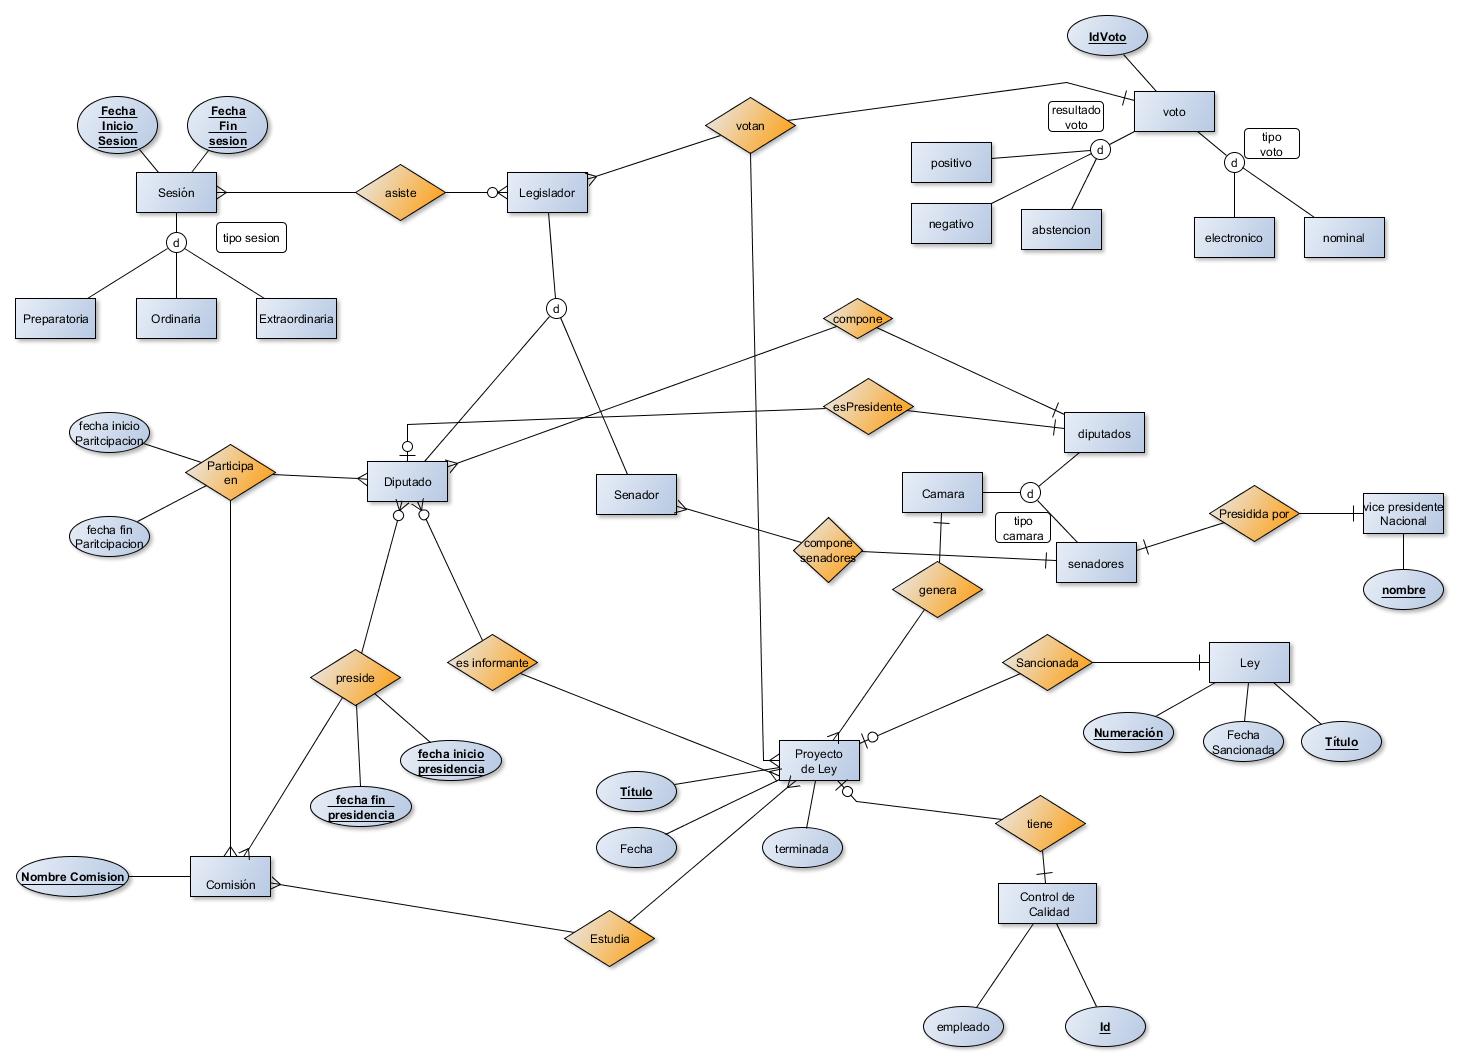 IdVoto
Fecha
Inicio
Sesion
Fecha
Fin
sesion
resultado
voto
voto
votan
tipo
voto
positivo
d
d
Sesión
asiste
Legislador
negativo
abstencion
electronico
nominal
d
tipo sesion
Preparatoria
Ordinaria
Extraordinaria
d
compone
esPresidente
fecha inicio
Paritcipacion
diputados
Participa
en
Diputado
Senador
Camara
d
tipo
camara
Presidida por
vice presidente
Nacional
fecha fin
Paritcipacion
compone
senadores
senadores
genera
nombre
es informante
Sancionada
Ley
preside
Numeración
Fecha
Sancionada
Título
fecha inicio
presidencia
Proyecto
de Ley
fecha fin
presidencia
Titulo
Fecha
terminada
tiene
Nombre Comision
Comisión
Control de
Calidad
Estudia
empleado
Id